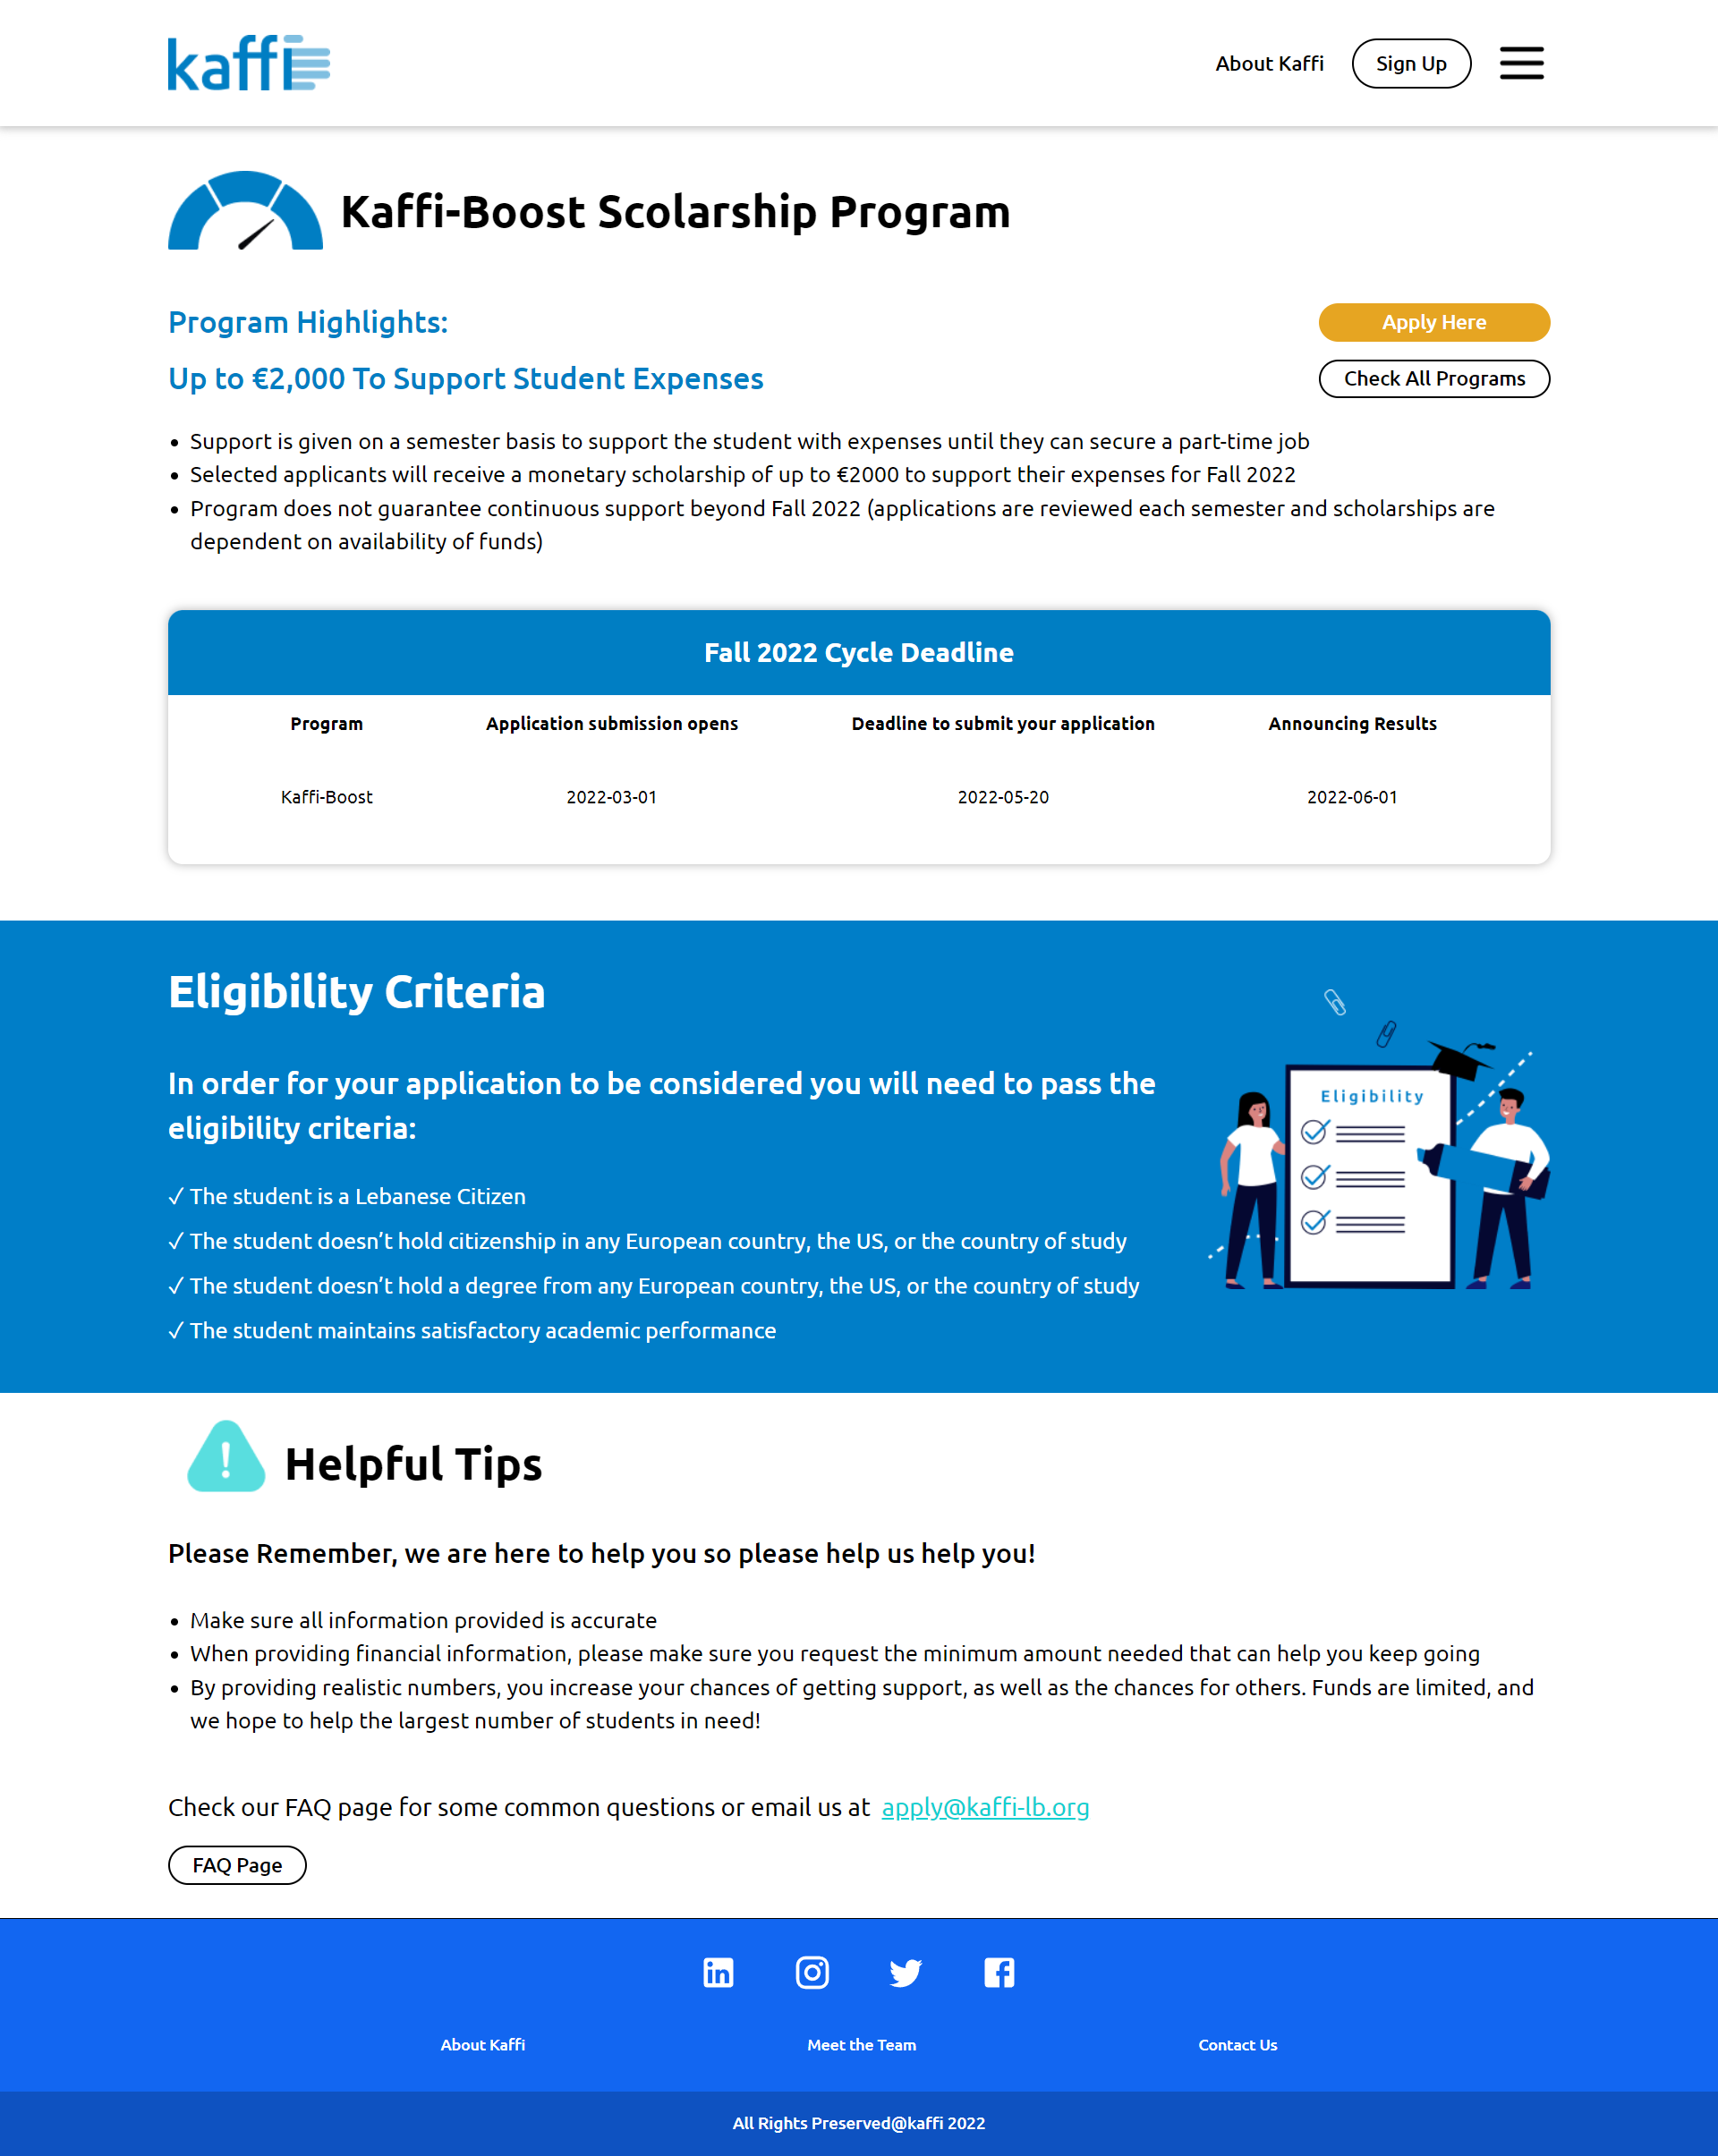 kaffi
About Kaffi
Sign Up
Kaffi-Boost Scolarship Program
Program Highlights:
Apply Here
Up to €2,000 To Support Student Expenses
Check All Programs
• Support is given on a semester basis to support the student with expenses until they can secure a part-time job
• Selected applicants will receive a monetary scholarship of up to €2000 to support their expenses for Fall 2022
• Program does not guarantee continuous support beyond Fall 2022 (applications are reviewed each semester and scholarships are
dependent on availability of funds)
Fall 2022 Cycle Deadline
Program Application submission opens Deadline to submit your application Announcing Results
Kaffi-Boost 2022-03-01 2022-05-20 2022-06-01
Eligibility Criteria
In order for your application to be considered you will need to pass the
eligibility criteria:
✓ The student is a Lebanese Citizen
✓ The student doesn’t hold citizenship in any European country, the US, or the country of study
✓ The student doesn’t hold a degree from any European country, the US, or the country of study
✓ The student maintains satisfactory academic performance
Eligibility
Helpful Tips
Please Remember, we are here to help you so please help us help you!
• Make sure all information provided is accurate
• When providing financial information, please make sure you request the minimum amount needed that can help you keep going
• By providing realistic numbers, you increase your chances of getting support, as well as the chances for others. Funds are limited, and
we hope to help the largest number of students in need!
Check our FAQ page for some common questions or email us at apply@kaffi-lb.org
FAQ Page
About Kaffi
Meet the Team
Contact Us
All Rights Preserved@kaffi 2022